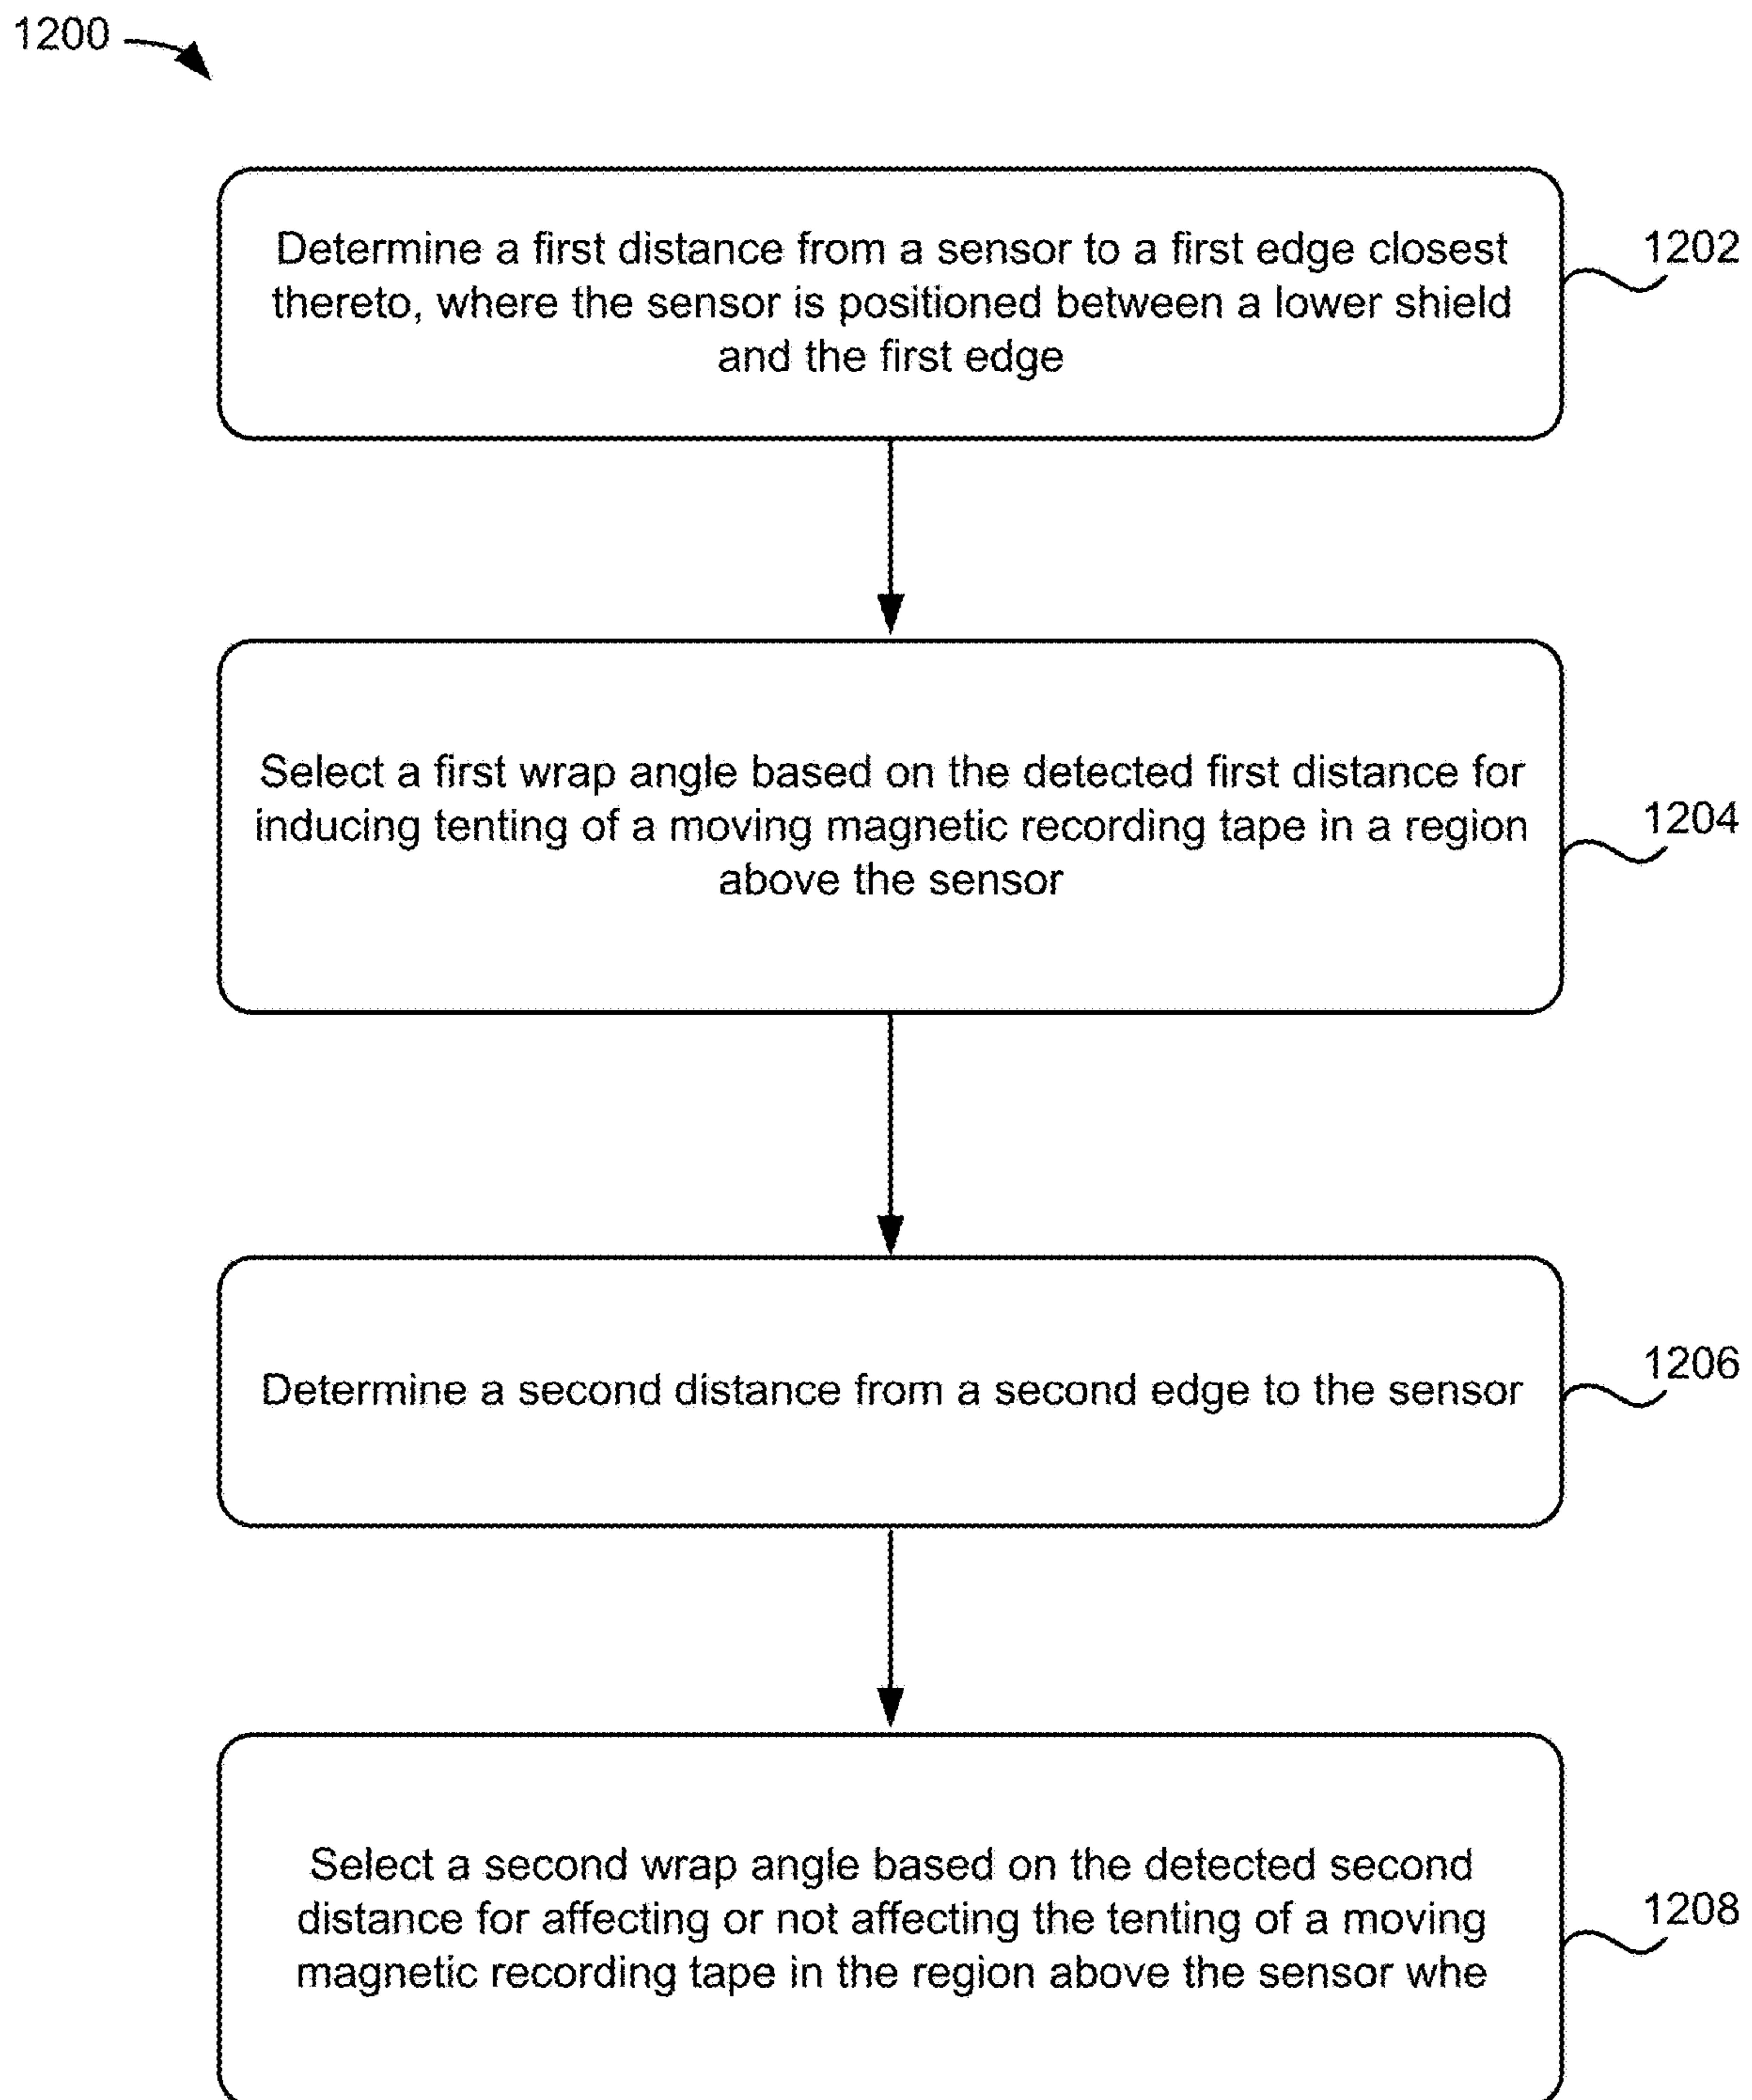 1200
Determine a first distance from a sensor to a first edge closest
thereto, where the sensor is positioned between a lower shield
and the first edge
1202
Select a first wrap angle based on the detected first distance for
inducing tenting of a moving magnetic recording tape in a region
above the sensor
1204
Determine a second distance from a second edge to the sensor
1206
Select a second wrap angle based on the detected second
distance for affecting or not affecting the tenting of a moving
magnetic recording tape in the region above the sensor whe
1208